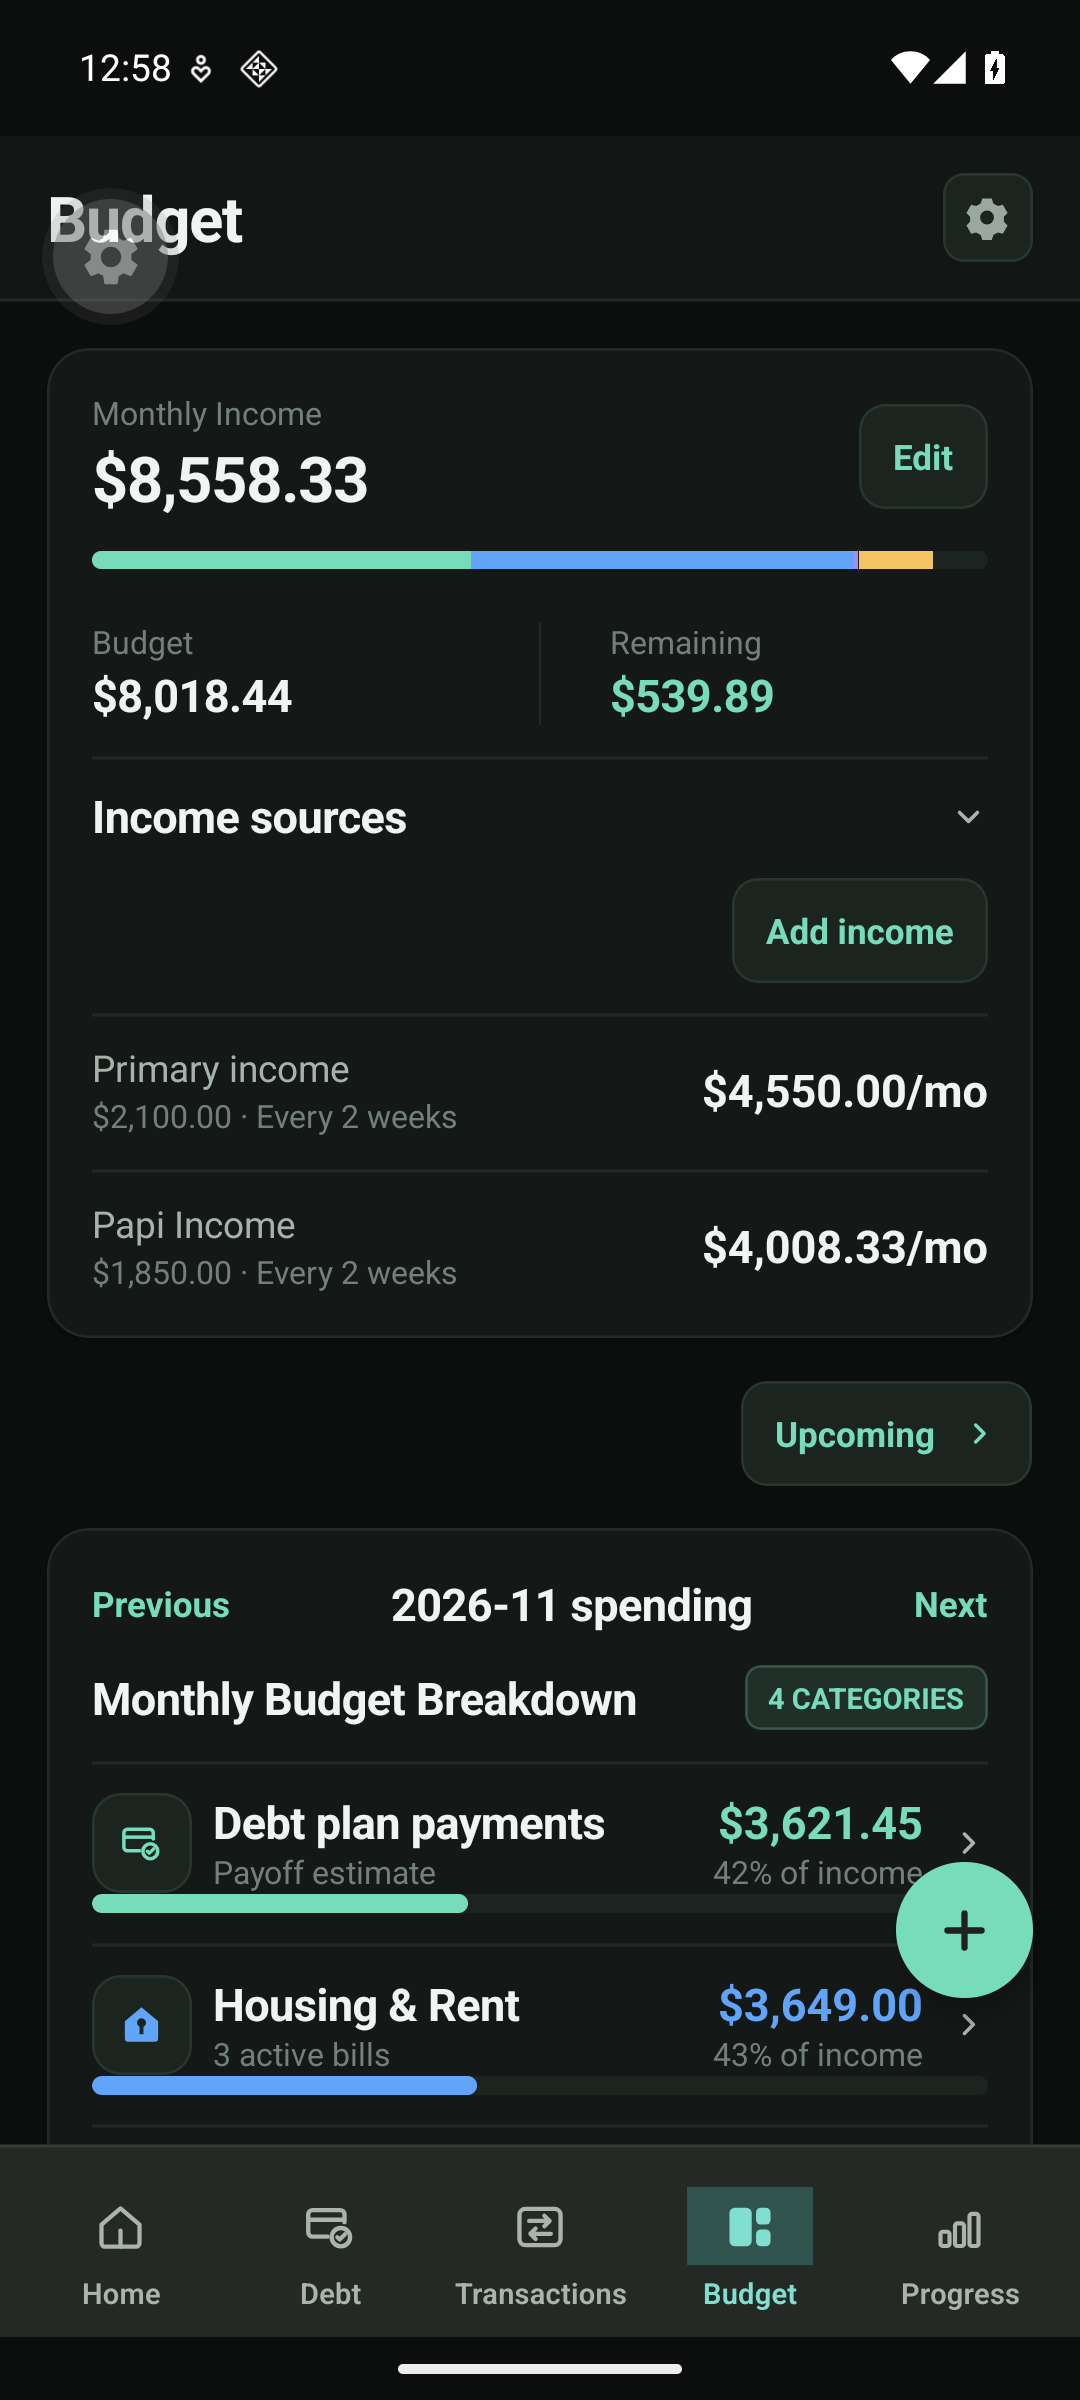 12:58
Budget
Monthly Income
$8,558.33
Edit
Budget
$8,018.44
Remaining
$539.89
Income sources
Add income
Primary income
$2,100.00 · Every 2 weeks
$4,550.00/mo
Papi Income
$1,850.00 · Every 2 weeks
$4,008.33/mo
Upcoming
Previous
2026-11 spending
Next
Monthly Budget Breakdown
4 CATEGORIES
Debt plan payments
$3,621.45
Payoff estimate
42% of income
Housing & Rent
$3,649.00
3 active bills
43% of income
Home
Debt
Transactions
Budget
Progress